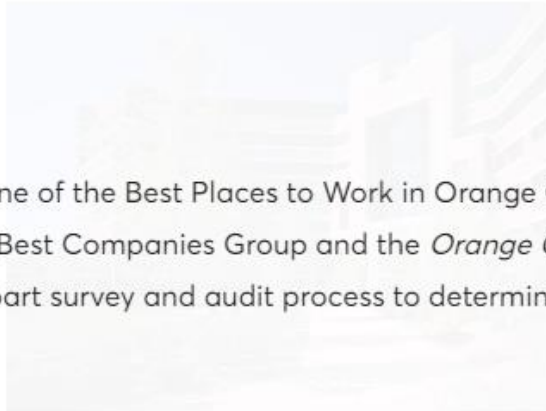 ne of the Best Places to Work in Orange
Best Companies Group and the Orange
art survey and audit process to determin